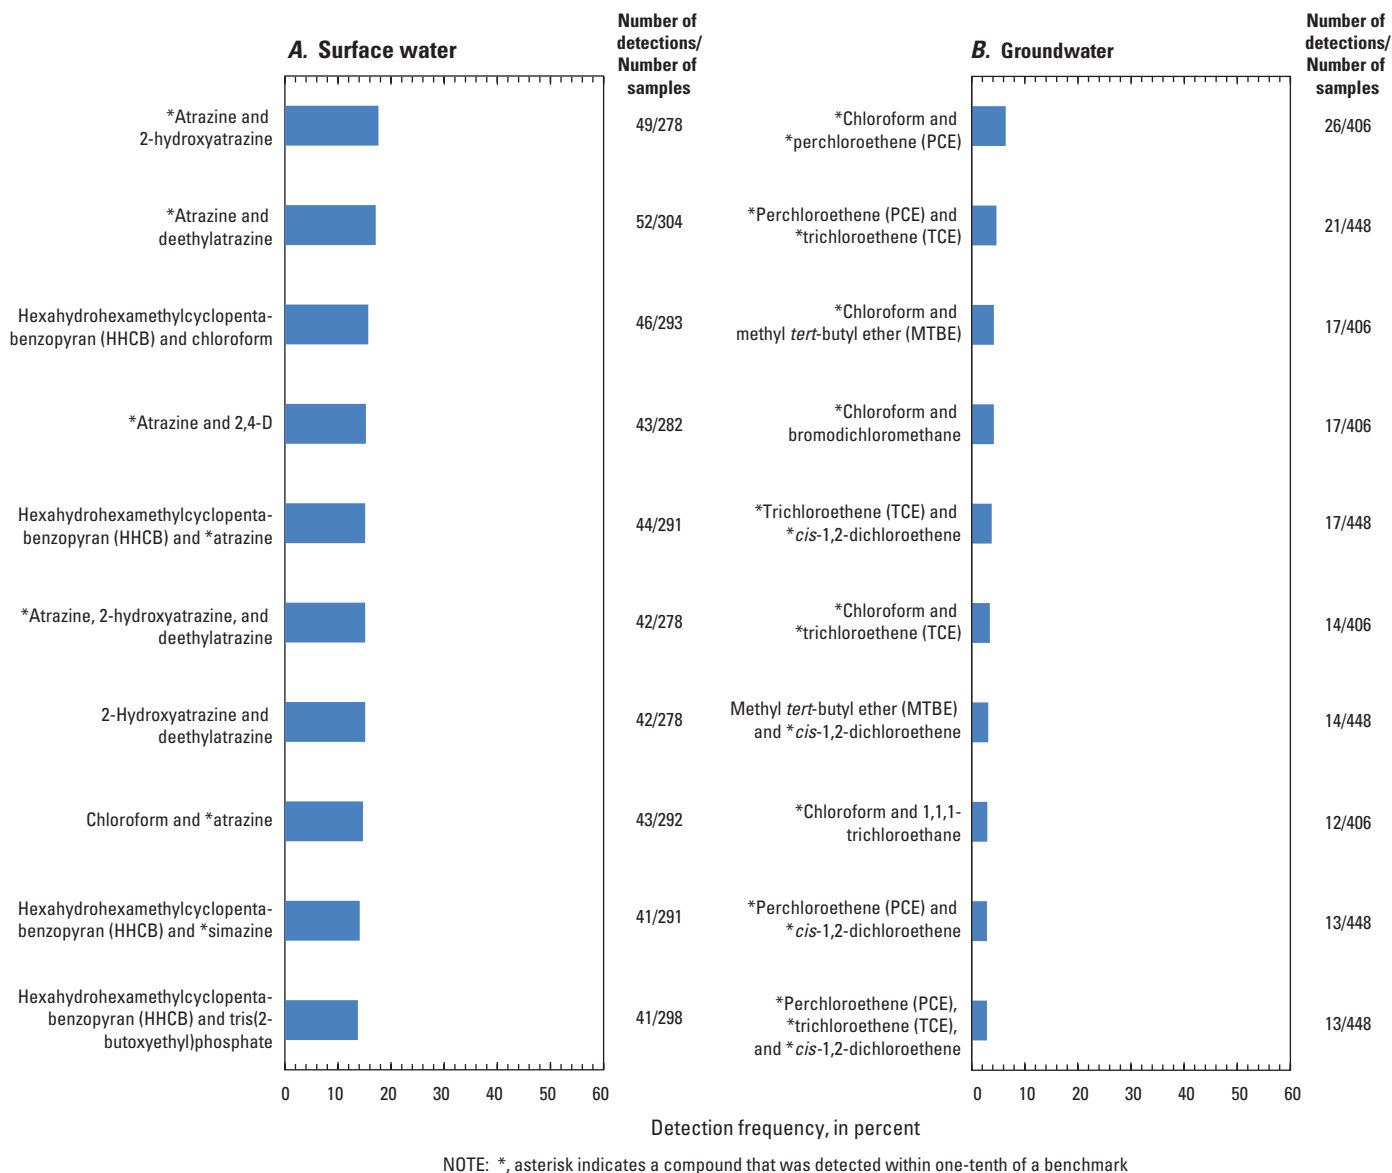 A. Surface water
Number of
detections/
Number of
samples
*Atrazine and
2-hydroxyatrazine
49/278
*Atrazine and
deethylatrazine
52/304
Hexahydrohexamethylcyclopenta-
benzopyran (HHCB) and chloroform
46/293
*Atrazine and 2,4-D
43/282
Hexahydrohexamethylcyclopenta-
benzopyran (HHCB) and *atrazine
44/291
*Atrazine, 2-hydroxyatrazine, and
deethylatrazine
42/278
2-Hydroxyatrazine and
deethylatrazine
42/278
Chloroform and *atrazine
43/292
Hexahydrohexamethylcyclopenta-
benzopyran (HHCB) and *simazine
41/291
Hexahydrohexamethylcyclopenta-
benzopyran (HHCB) and tris(2-
butoxyethyl)phosphate
41/298
0 10 20 30 40 50 60
B. Groundwater
Number of
detections/
Number of
samples
*Chloroform and
*perchloroethene (PCE)
26/406
*Perchloroethene (PCE) and
*trichloroethene (TCE)
21/448
*Chloroform and
methyl tert-butyl ether (MTBE)
17/406
*Chloroform and
bromodichloromethane
17/406
*Trichloroethene (TCE) and
*cis-1,2-dichloroethene
17/448
*Chloroform and
*trichloroethene (TCE)
14/406
Methyl tert-butyl ether (MTBE)
and *cis-1,2-dichloroethene
14/448
*Chloroform and 1,1,1-
trichloroethane
12/406
*Perchloroethene (PCE) and
*cis-1,2-dichloroethene
13/448
*Perchloroethene (PCE),
*trichloroethene (TCE),
and *cis-1,2-dichloroethene
13/448
0 10 20 30 40 50 60
Detection frequency, in percent
NOTE: *, asterisk indicates a compound that was detected within one-tenth of a benchmark